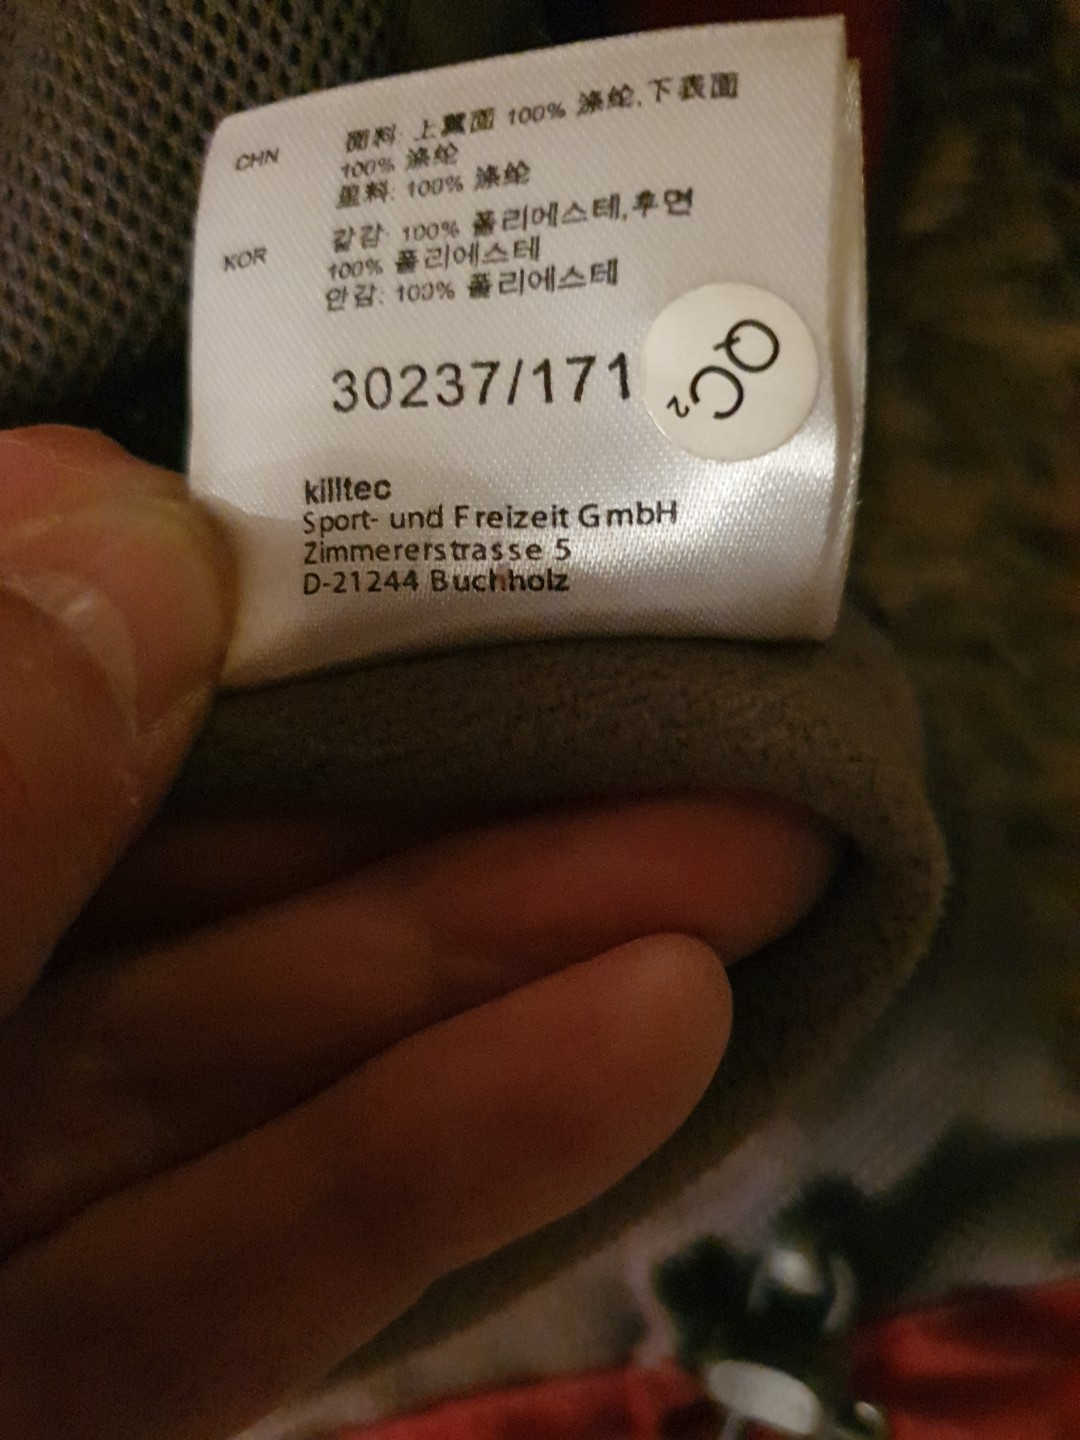 CHN 面料: 上翼面 100% 涤纶,下表面
100% 涤纶
里料: 100% 涤纶
KOR 겉감: 100% 폴리에스테,후면
100% 폴리에스테
안감: 100% 폴리에스테
30237/171
QC2
killtec
Sport- und Freizeit GmbH
Zimmererstrasse 5
D-21244 Buchholz